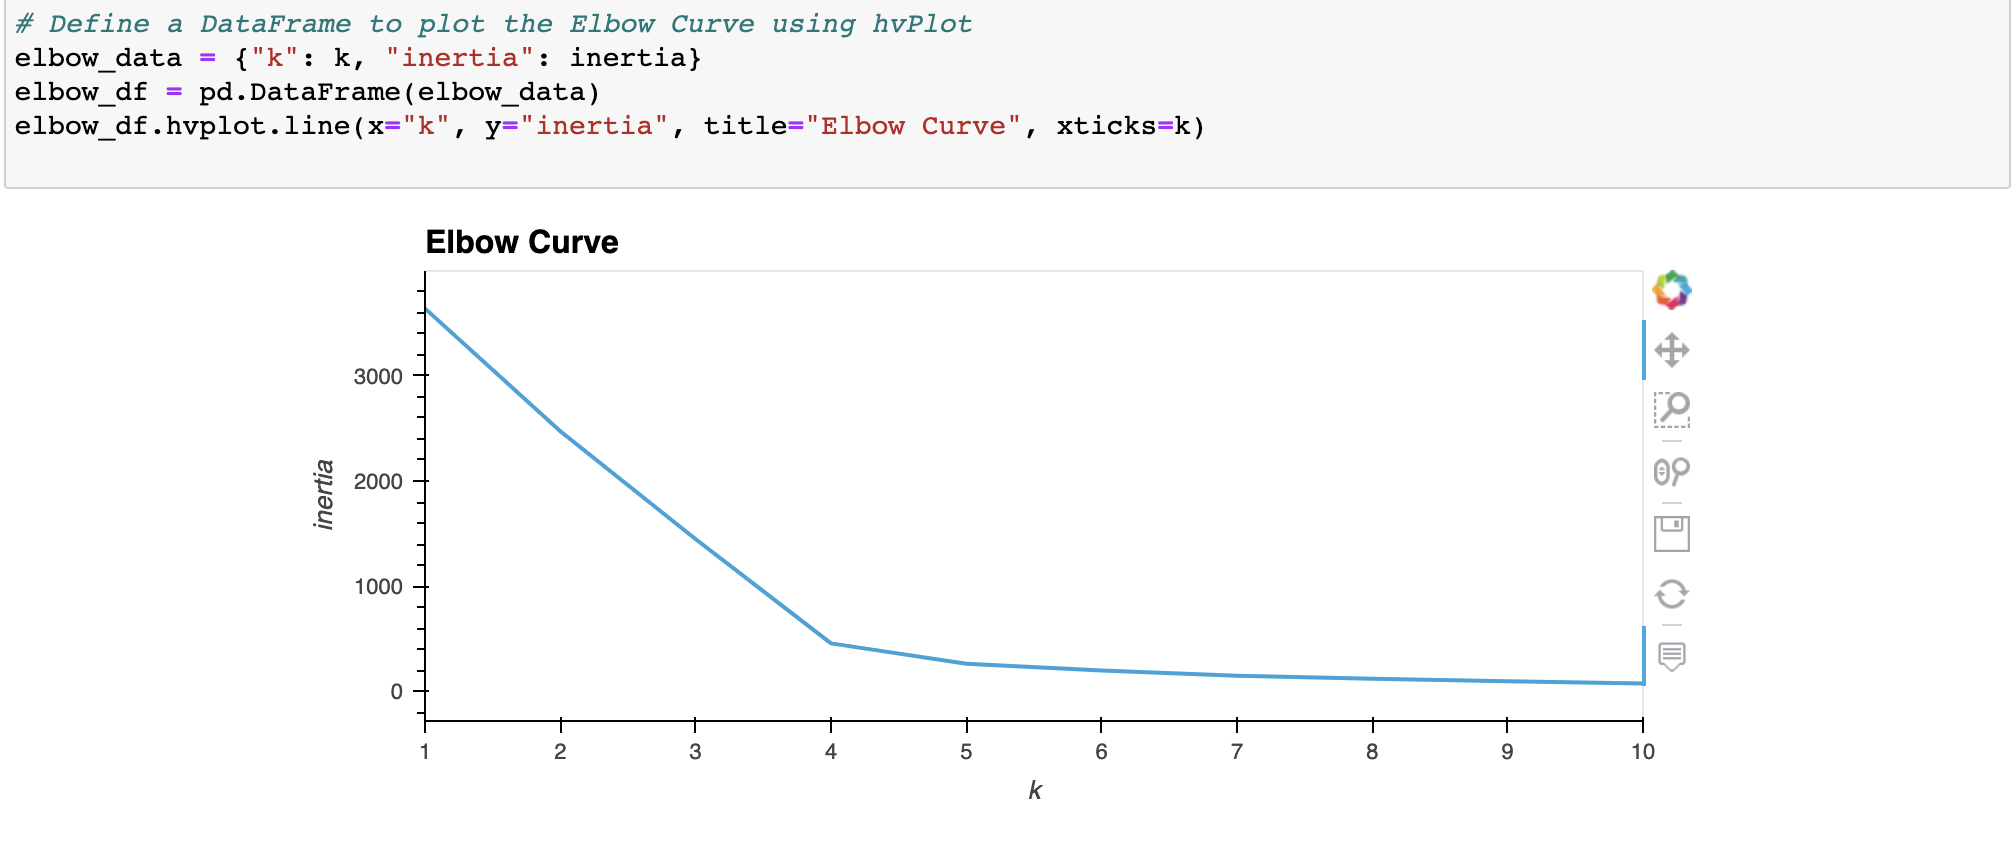 # Define a DataFrame to plot the Elbow Curve using hvPlot
elbow_data = {"k": k, "inertia": inertia}
elbow_df = pd.DataFrame(elbow_data)
elbow_df.hvplot.line(x="k", y="inertia", title="Elbow Curve", xticks=k)
Elbow Curve
3000
2000
1000
0
inertia
1 2 3 4 5 6 7 8 9 10
k